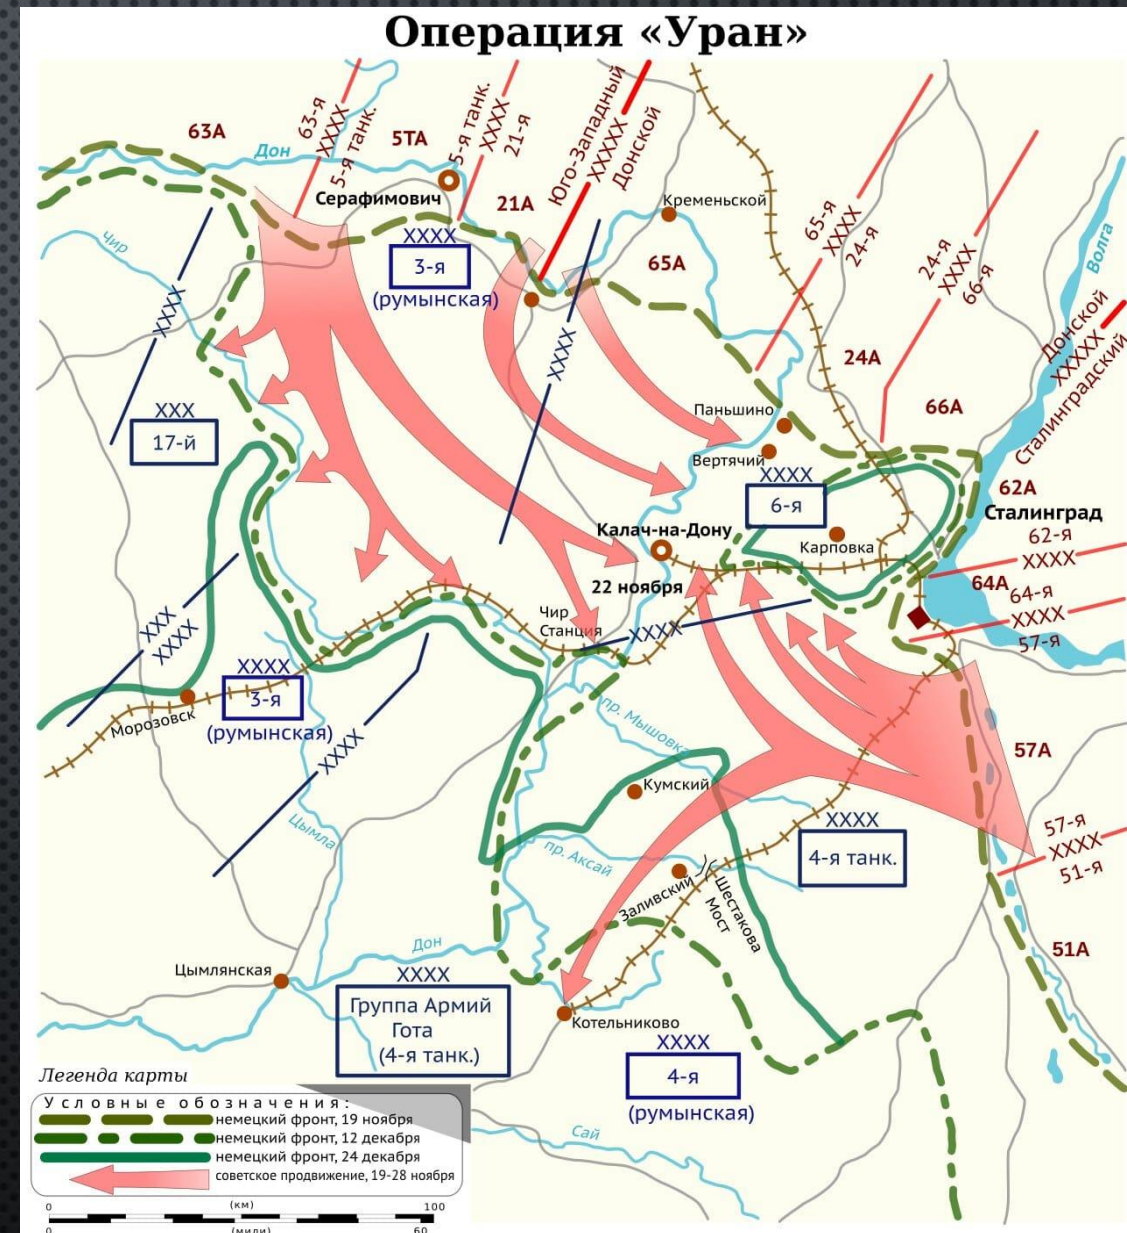 Операция «Уран»
63А
63-я
XXXX
5-я танк.
5ТА
5-я танк.
XXXX
21-я
Юго-Западный
XXXXX
Донской
Дон
Серафимович
21А
Кременьской
65-я
XXXX
24-я
24-я
XXXX
66-я
Волга
Чир
XXXX
3-я
(румынская)
65А
XXXX
XXXX
Донской
XXXXX
Сталинградский
24А
XXX
17-й
Паньшино
66А
Вертячий
XXXX
6-я
62А
Сталинград
Калач-на-Дону
Карповка
62-я
XXXX
22 ноября
64А
64-я
XXXX
57-я
Чир
Станция
XXXX
XXX
XXXX
XXXX
3-я
(румынская)
Морозовск
пр. Мышовка
XXXX
57А
Кумский
Цымла
XXXX
4-я танк.
57-я
XXXX
51-я
пр. Аксай
Заливский
Шестакова
Мост
51А
Дон
Цымлянская
XXXX
Группа Армий
Гота
(4-я танк.)
Котельниково
XXXX
4-я
(румынская)
Сай
Легенда карты
Условные обозначения:
немецкий фронт, 19 ноября
немецкий фронт, 12 декабря
немецкий фронт, 24 декабря
советское продвижение, 19-28 ноября
0 (км) 100
0 (мили) 60